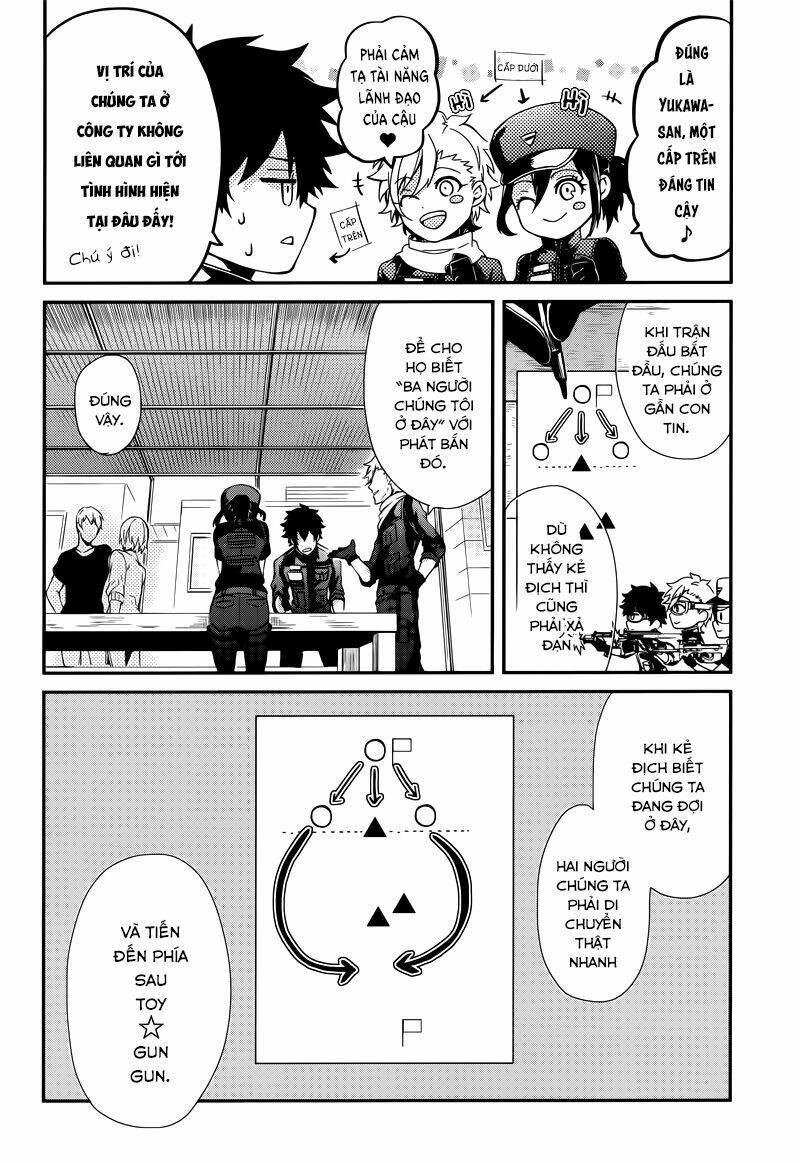 ĐÚNG
LÀ
YUKAWA-
SAN, MỘT
CẤP TRÊN
ĐÁNG TIN
CẬY
♪
HÌ
CẤP DƯỚI
HÌ
PHẢI CẢM
TẠ TÀI NĂNG
LÃNH ĐẠO
CỦA CẬU
♥
CẤP
TRÊN
VỊ TRÍ CỦA
CHÚNG TA Ở
CÔNG TY KHÔNG
LIÊN QUAN GÌ TỚI
TÌNH HÌNH HIỆN
TẠI ĐÂU ĐẤY!
Chú ý đi!
KHI TRẬN
ĐẤU BẮT
ĐẦU, CHÚNG
TA PHẢI Ở
GẦN CON
TIN.
DÙ
KHÔNG
THẤY KẺ
ĐỊCH THÌ
CŨNG
PHẢI XẢ
ĐẠN
ĐỂ CHO
HỌ BIẾT
“BA NGƯỜI
CHÚNG TÔI
Ở ĐÂY” VỚI
PHÁT BẮN
ĐÓ.
ĐÚNG
VẬY.
KHI KẺ
ĐỊCH BIẾT
CHÚNG TA
ĐANG ĐỢI
Ở ĐÂY,
HAI NGƯỜI
CHÚNG TA
PHẢI DI
CHUYỂN
THẬT
NHANH
VÀ TIẾN
ĐẾN PHÍA
SAU
TOY
☆
GUN
GUN.